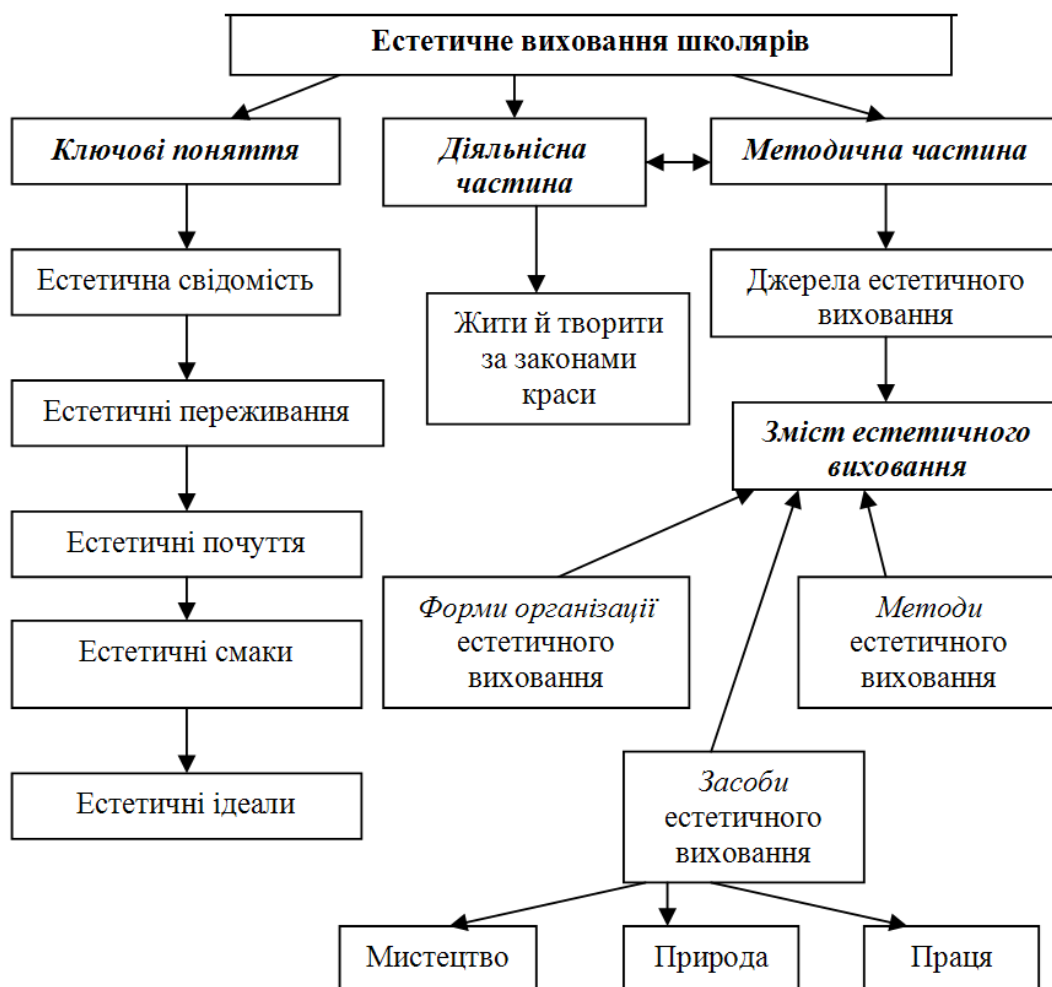 Естетичне виховання школярів
Ключові поняття
Діяльнісна
частина
Методична частина
Естетична свідомість
Джерела естетичного
виховання
Жити й творити
за законами
краси
Естетичні переживання
Зміст естетичного
виховання
Естетичні почуття
Форми організації
естетичного
виховання
Методи
естетичного
виховання
Естетичні смаки
Засоби
естетичного
виховання
Естетичні ідеали
Мистецтво
Природа
Праця